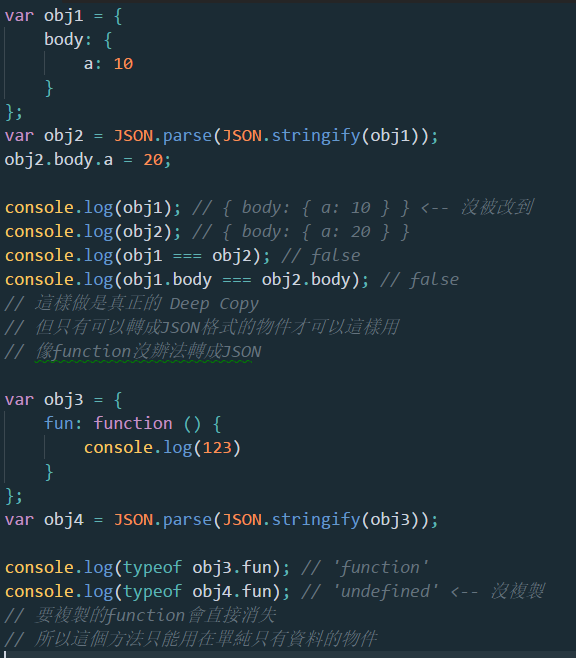 var obj1 = {
    body: {
        a: 10
    }
};
var obj2 = JSON.parse(JSON.stringify(obj1));
obj2.body.a = 20;

console.log(obj1); // { body: { a: 10 } } <-- 沒被改到
console.log(obj2); // { body: { a: 20 } }
console.log(obj1 === obj2); // false
console.log(obj1.body === obj2.body); // false
// 這樣做是真正的 Deep Copy
// 但只有可以轉成JSON格式的物件才可以這樣用
// 像function沒辦法轉成JSON

var obj3 = {
    fun: function () {
        console.log(123)
    }
};
var obj4 = JSON.parse(JSON.stringify(obj3));

console.log(typeof obj3.fun); // 'function'
console.log(typeof obj4.fun); // 'undefined' <-- 沒複製
// 要複製的function會直接消失
// 所以這個方法只能用在單純只有資料的物件